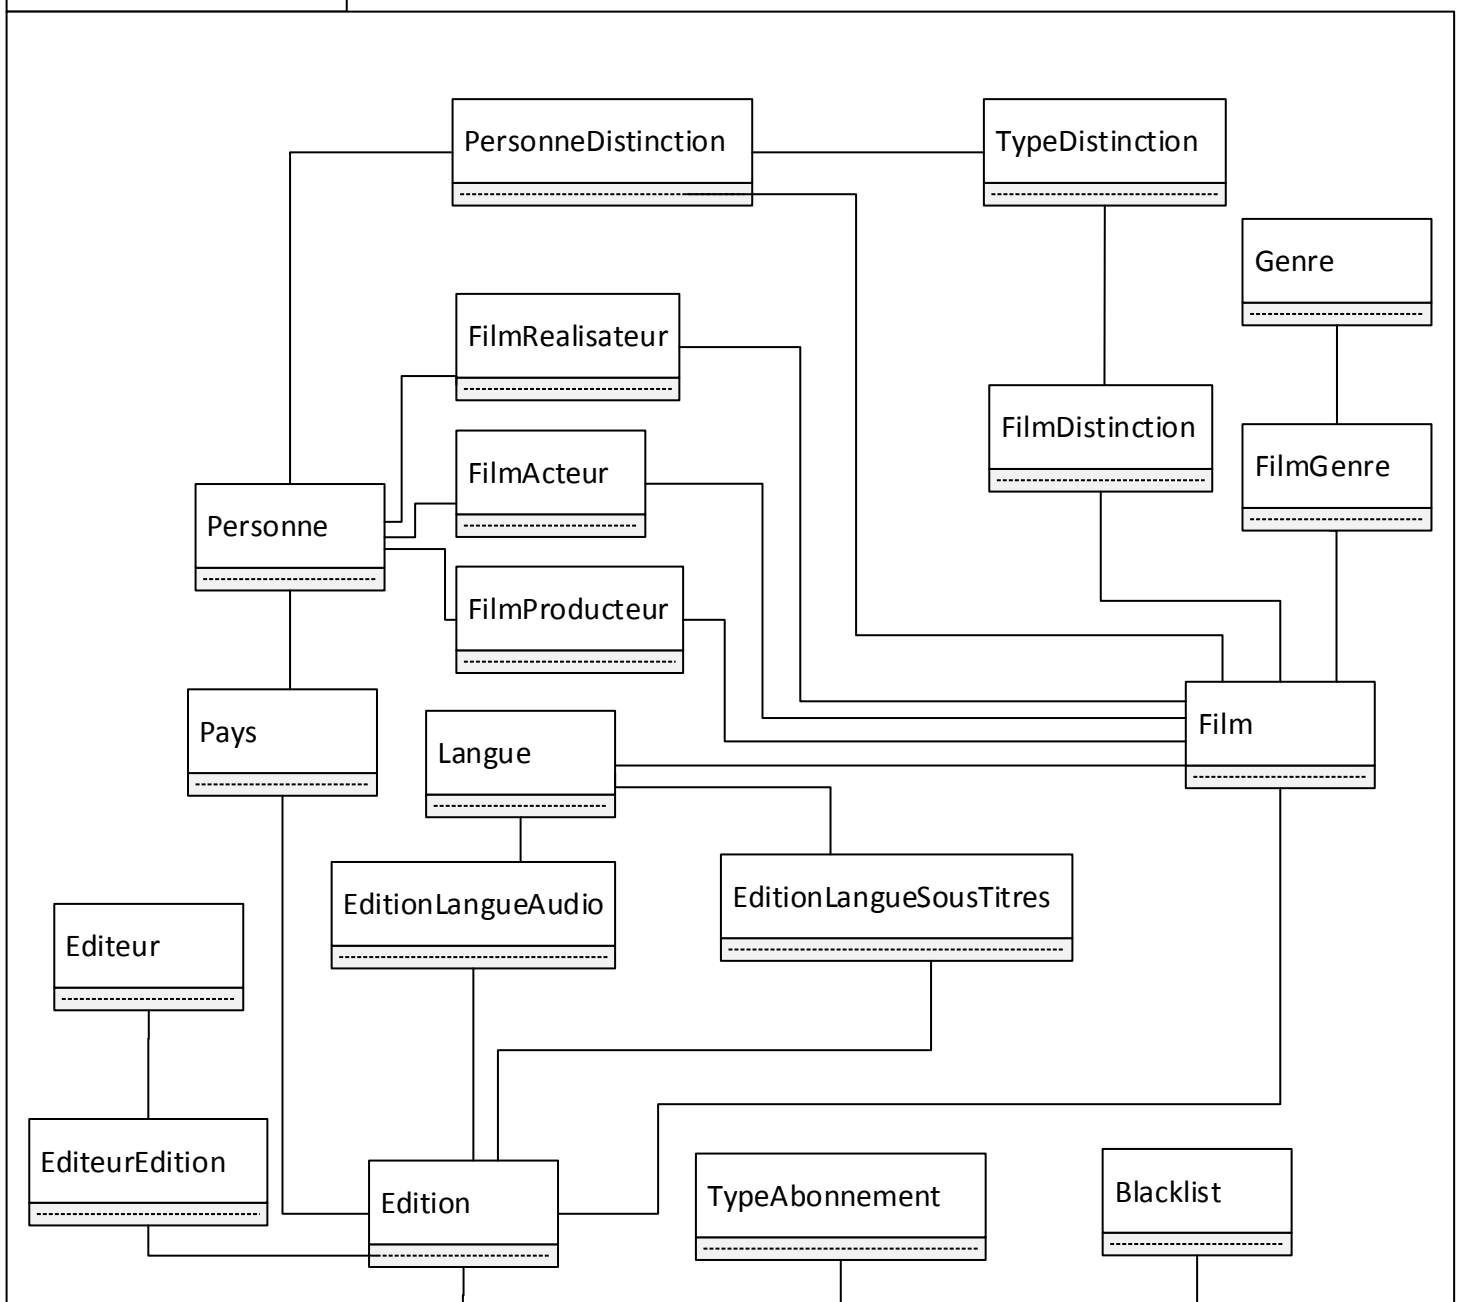 PersonneDistinction
TypeDistinction
Genre
FilmRealisateur
FilmDistinction
FilmActeur
FilmGenre
Personne
FilmProducteur
Pays
Langue
Film
EditionLangueAudio
EditionLangueSousTitres
Editeur
EditeurEdition
Edition
TypeAbonnement
Blacklist